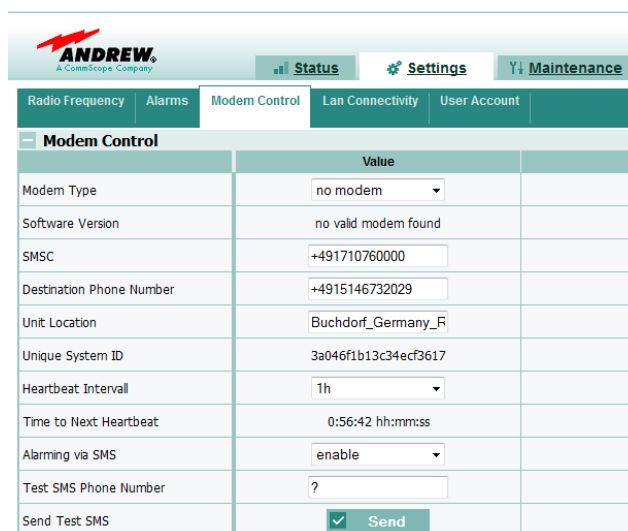 ANDREW®
A CommScope Company
Status
Settings
Maintenance
Radio Frequency
Alarms
Modem Control
Lan Connectivity
User Account
Modem Control
Value
Modem Type no modem
Software Version no valid modem found
SMSC +491710760000
Destination Phone Number +4915146732029
Unit Location Buchdorf_Germany_R
Unique System ID 3a046f1b13c34ecf3617
Heartbeat Intervall 1h
Time to Next Heartbeat 0:56:42 hh:mm:ss
Alarming via SMS enable
Test SMS Phone Number ?
Send Test SMS Send